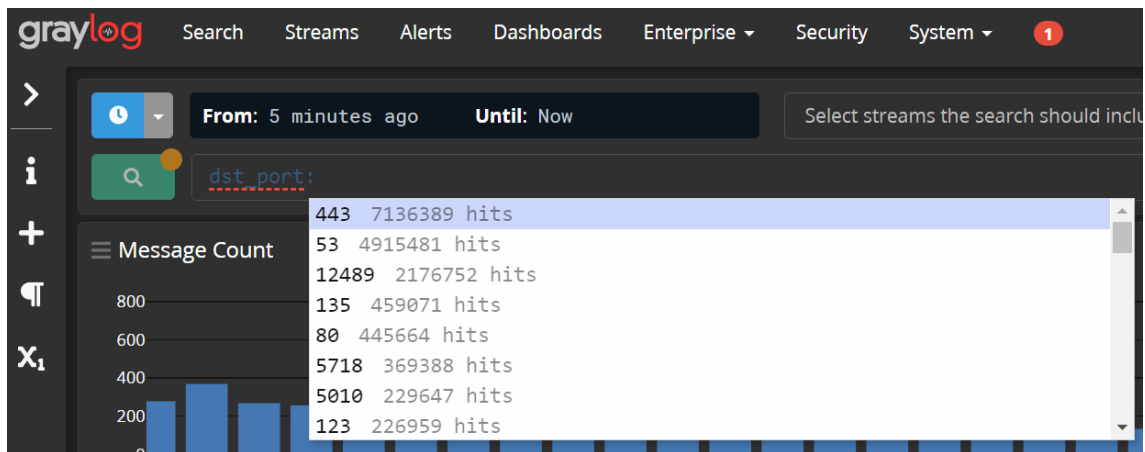 graylog Search Streams Alerts Dashboards Enterprise Security System 1
From: 5 minutes ago Until: Now Select streams the search should inclu
dst_port:
443 7136389 hits
53 4915481 hits
12489 2176752 hits
135 459071 hits
80 445664 hits
5718 369388 hits
5010 229647 hits
123 226959 hits
Message Count
800
600
400
200
0